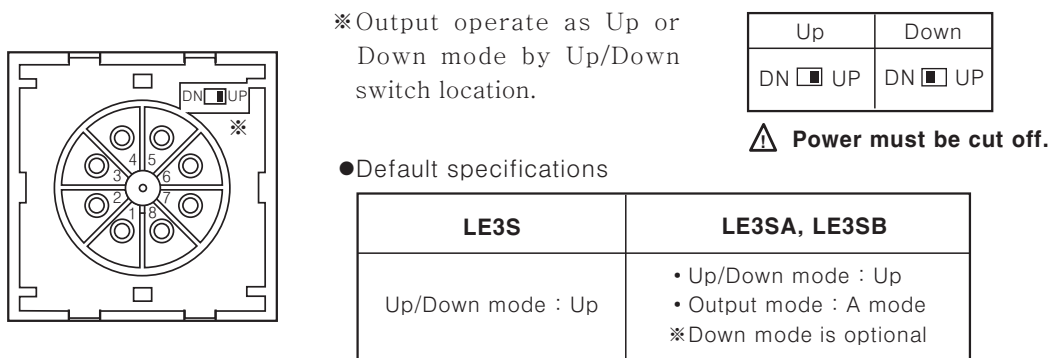 ※Output operate as Up or
Down mode by Up/Down
switch location.
Up Down
DN UP DN UP
⚠ Power must be cut off.
DN UP
※
4 5
3 6
2 7
1 8
●Default specifications
LE3S LE3SA, LE3SB
Up/Down mode : Up
• Up/Down mode : Up
• Output mode : A mode
※Down mode is optional